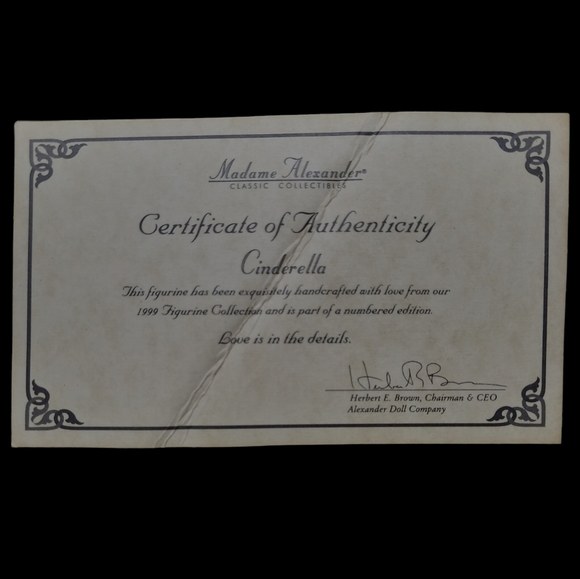 Madame Alexander®
CLASSIC COLLECTIBLES
Certificate of Authenticity
Cinderella
This figurine has been exquisitely handcrafted with love from our
1999 Figurine Collection and is part of a numbered edition.
Love is in the details.
Herbert E. Brown
Herbert E. Brown, Chairman & CEO
Alexander Doll Company